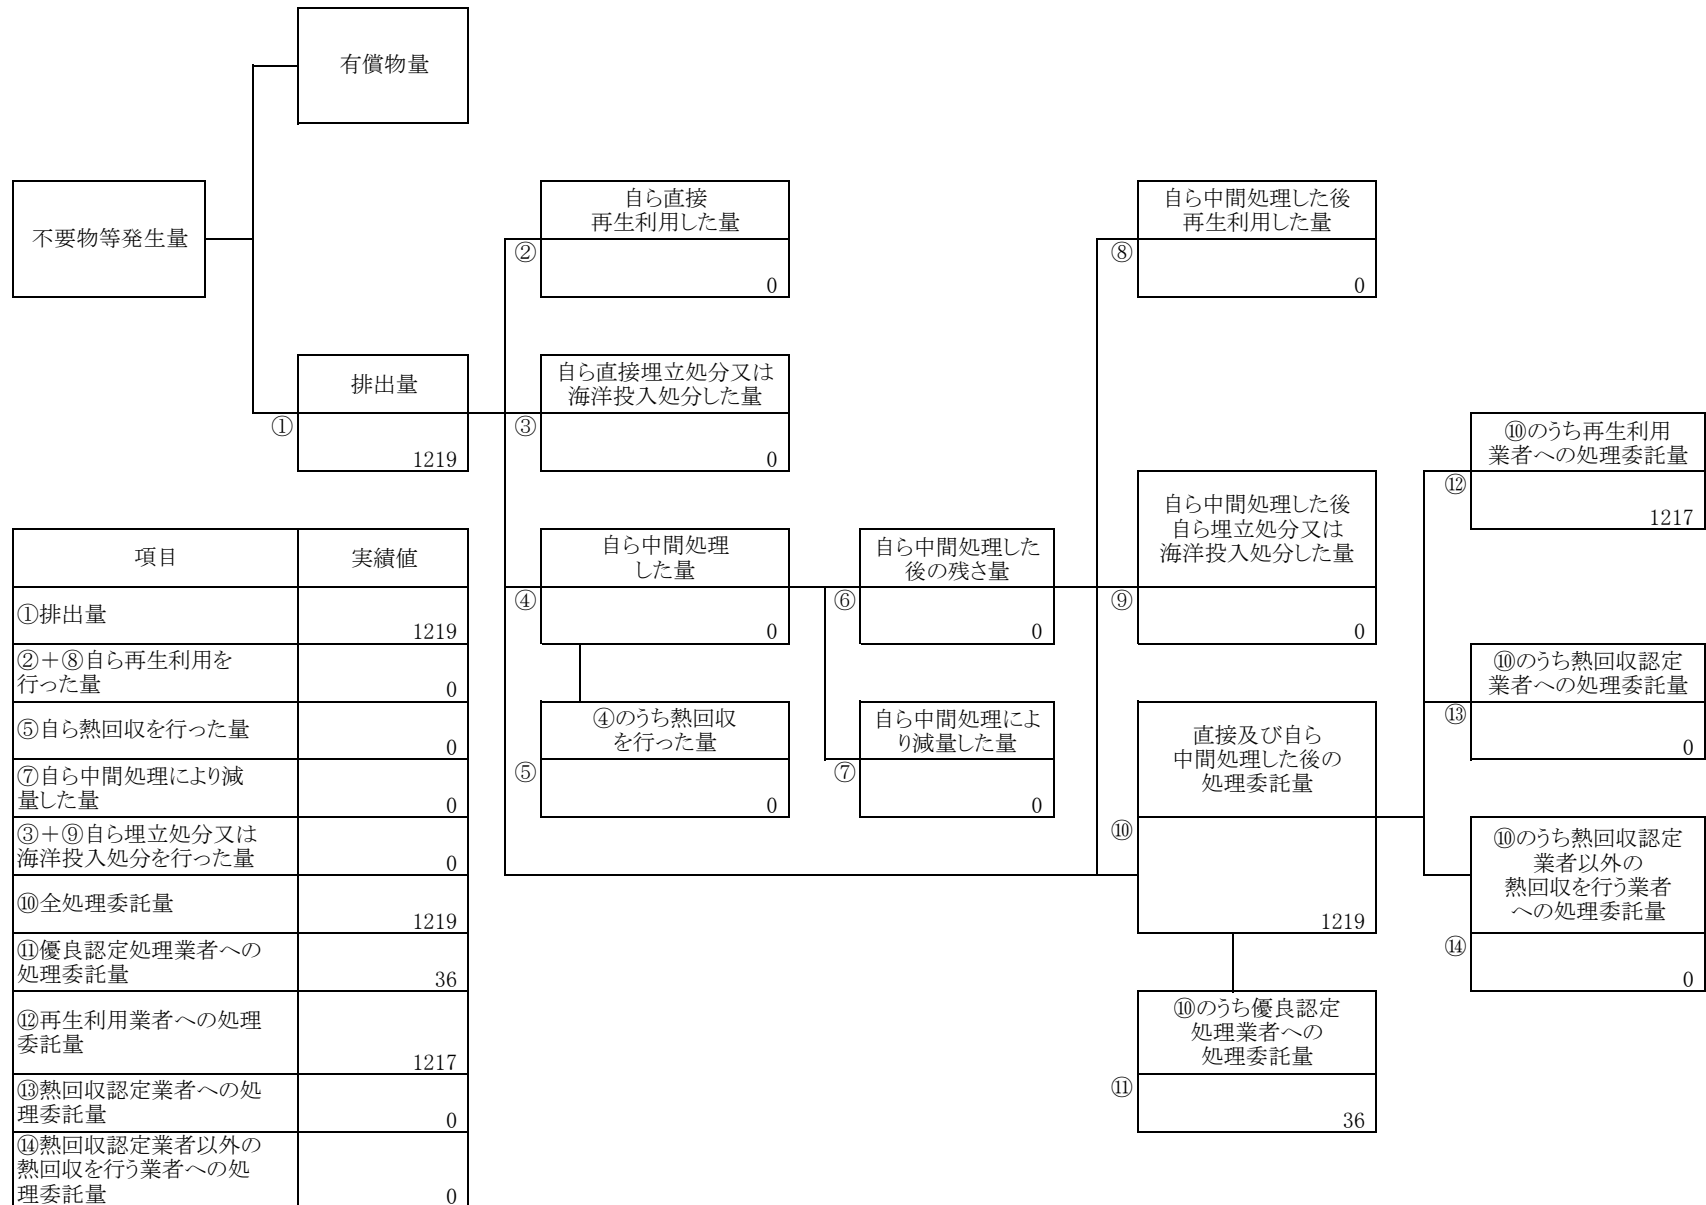 有償物量
不要物等発生量
排出量
①
1219
自ら直接
再生利用した量
②
0
自ら直接埋立処分又は
海洋投入処分した量
③
0
自ら中間処理
した量
④
0
④のうち熱回収
を行った量
⑤
0
自ら中間処理した
後の残さ量
⑥
0
自ら中間処理によ
り減量した量
⑦
0
自ら中間処理した後
再生利用した量
⑧
0
自ら中間処理した後
自ら埋立処分又は
海洋投入処分した量
⑨
0
直接及び自ら
中間処理した後の
処理委託量
⑩
1219
⑩のうち優良認定
処理業者への
処理委託量
⑪
36
⑩のうち再生利用
業者への処理委託量
⑫
1217
⑩のうち熱回収認定
業者への処理委託量
⑬
0
⑩のうち熱回収認定
業者以外の
熱回収を行う業者
への処理委託量
⑭
0
項目 実績値
①排出量
1219
②＋⑧自ら再生利用を
行った量
0
⑤自ら熱回収を行った量
0
⑦自ら中間処理により減
量した量
0
③＋⑨自ら埋立処分又は
海洋投入処分を行った量
0
⑩全処理委託量
1219
⑪優良認定処理業者への
処理委託量
36
⑫再生利用業者への処理
委託量
1217
⑬熱回収認定業者への処
理委託量
0
⑭熱回収認定業者以外の
熱回収を行う業者への処
理委託量
0